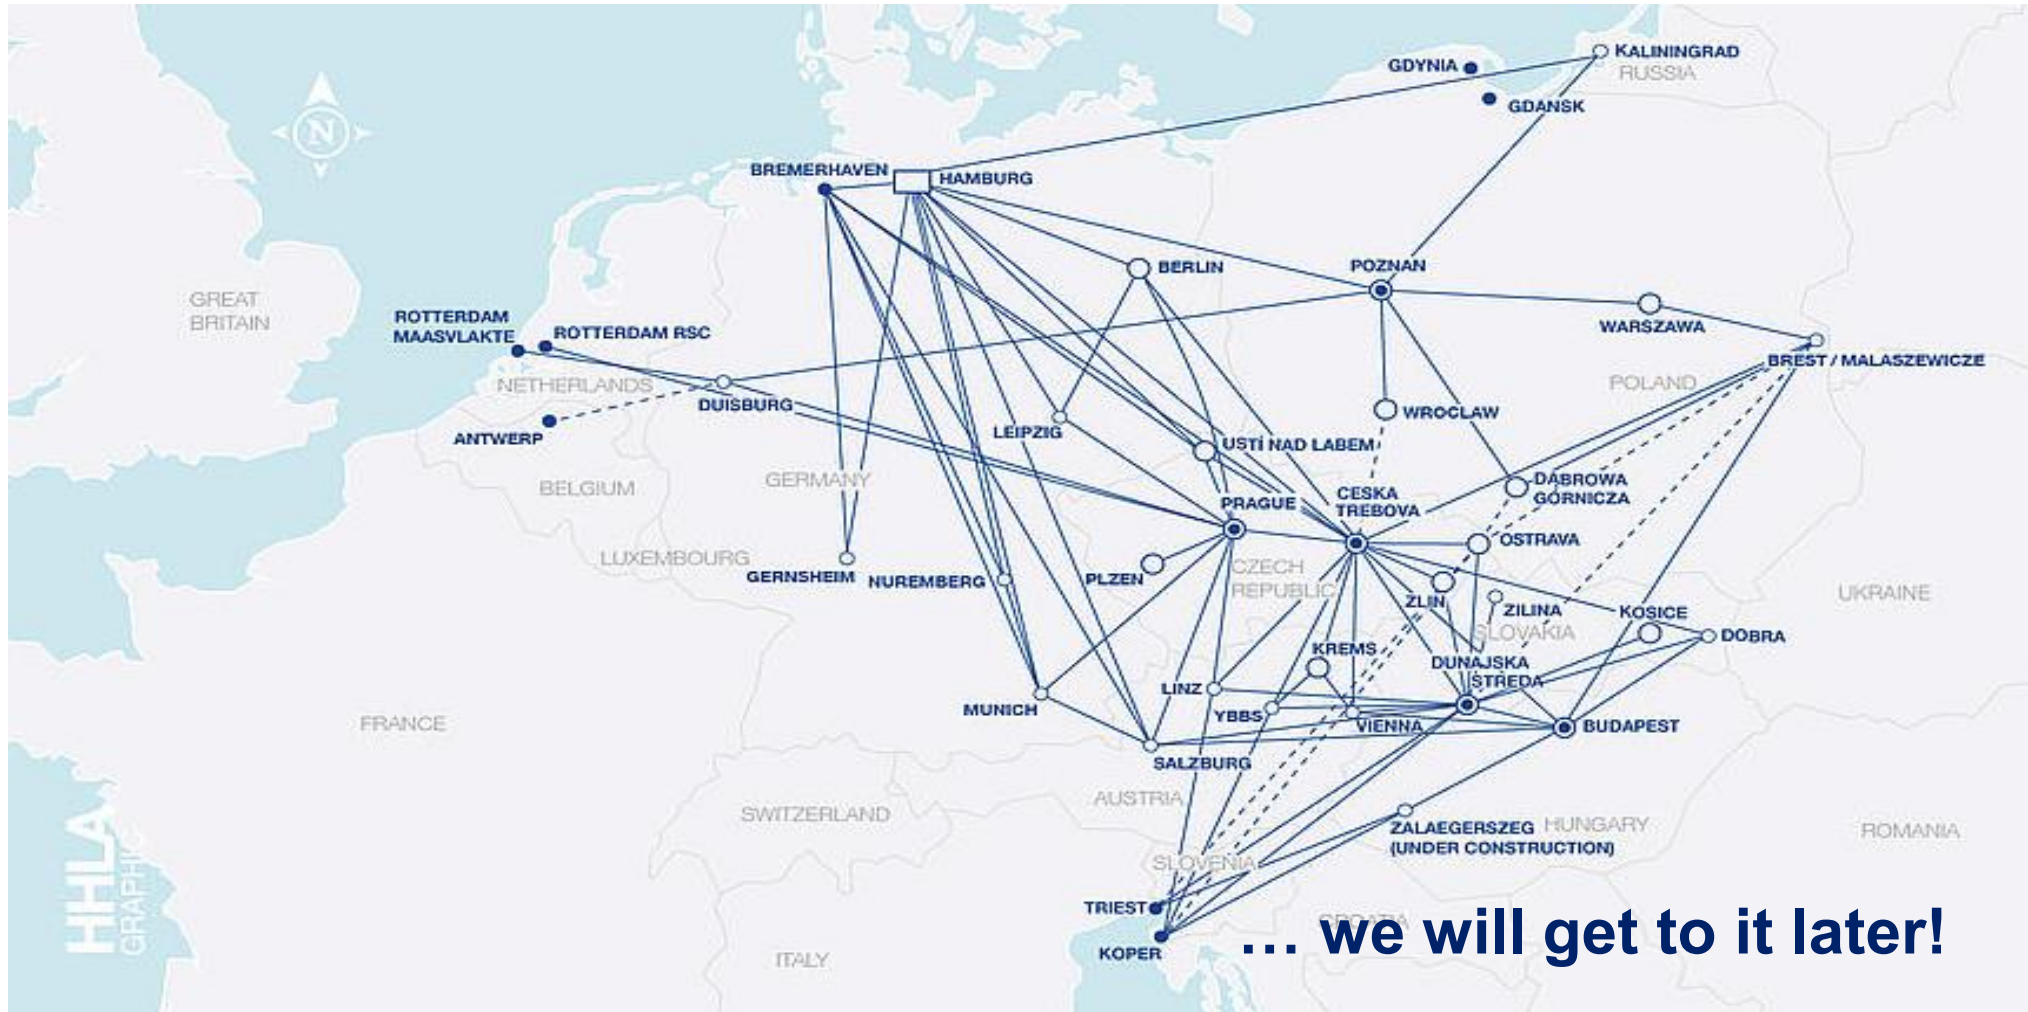 KALININGRAD
RUSSIA
GDYNIA
GDANSK
N
BREMERHAVEN
HAMBURG
BERLIN
POZNAN
GREAT
BRITAIN
ROTTERDAM
MAASVLAKTE
ROTTERDAM RSC
WARSZAWA
BREST / MALASZEWICZE
NETHERLANDS
DUISBURG
POLAND
ANTWERP
LEIPZIG
WROCLAW
USTÍ NAD LABEM
BELGIUM
GERMANY
DABROWA
GÓRNICZA
PRAGUE
CESKA
TREBOVA
OSTRAVA
LUXEMBOURG
GERNSHEIM
NUREMBERG
PLZEN
CZECH
REPUBLIC
ZLIN
ZILINA
UKRAINE
KOSICE
SLOVAKIA
DOBRA
KREMS
DUNAJSKA
STREDA
LINZ
MUNICH
YBBS
VIENNA
BUDAPEST
FRANCE
SALZBURG
AUSTRIA
SWITZERLAND
ZALAEGERSZEG
(UNDER CONSTRUCTION)
HUNGARY
ROMANIA
SLOVENIA
HHLA
GRAPHIC
TRIEST
KOPER
CROATIA
… we will get to it later!
ITALY